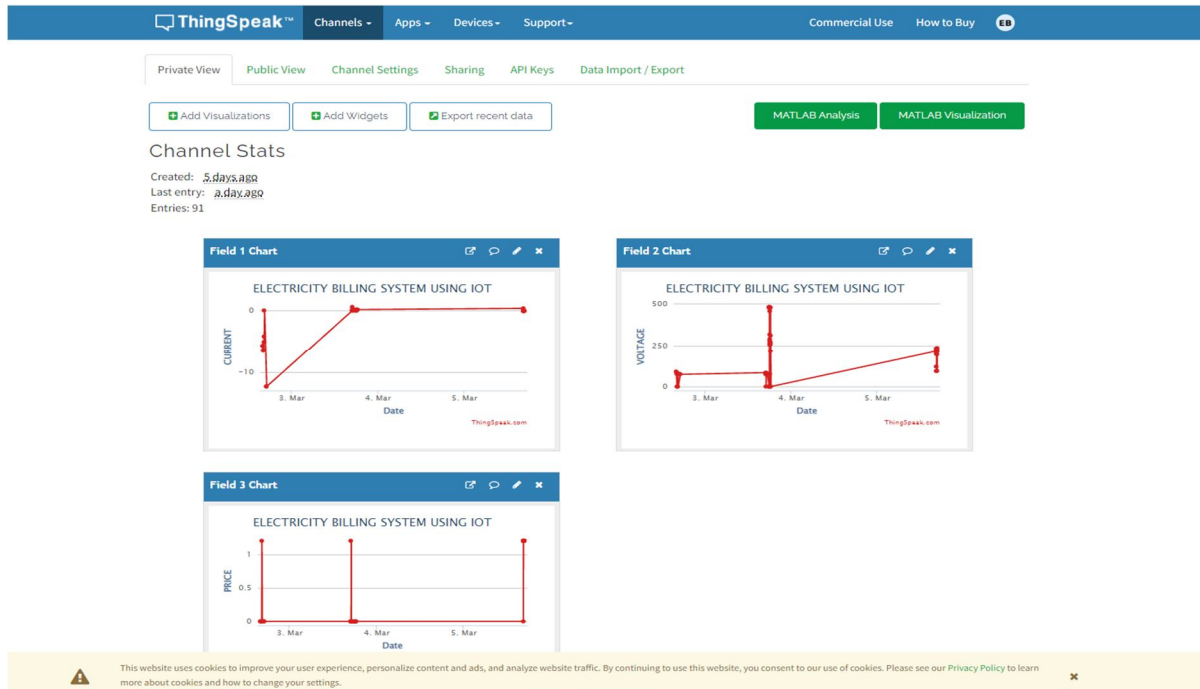 ThingSpeak™ Channels Apps Devices Support Commercial Use How to Buy EB
Private View Public View Channel Settings Sharing API Keys Data Import / Export
Add Visualizations Add Widgets Export recent data MATLAB Analysis MATLAB Visualization
Channel Stats
Created: 5 days ago
Last entry: a day ago
Entries: 91
Field 1 Chart
ELECTRICITY BILLING SYSTEM USING IOT
CURRENT
0
-10
3. Mar 4. Mar 5. Mar
Date
ThingSpeak.com
Field 2 Chart
ELECTRICITY BILLING SYSTEM USING IOT
VOLTAGE
500
250
0
3. Mar 4. Mar 5. Mar
Date
ThingSpeak.com
Field 3 Chart
ELECTRICITY BILLING SYSTEM USING IOT
PRICE
1
0.5
0
3. Mar 4. Mar 5. Mar
Date
This website uses cookies to improve your user experience, personalize content and ads, and analyze website traffic. By continuing to use this website, you consent to our use of cookies. Please see our Privacy Policy to learn
more about cookies and how to change your settings.